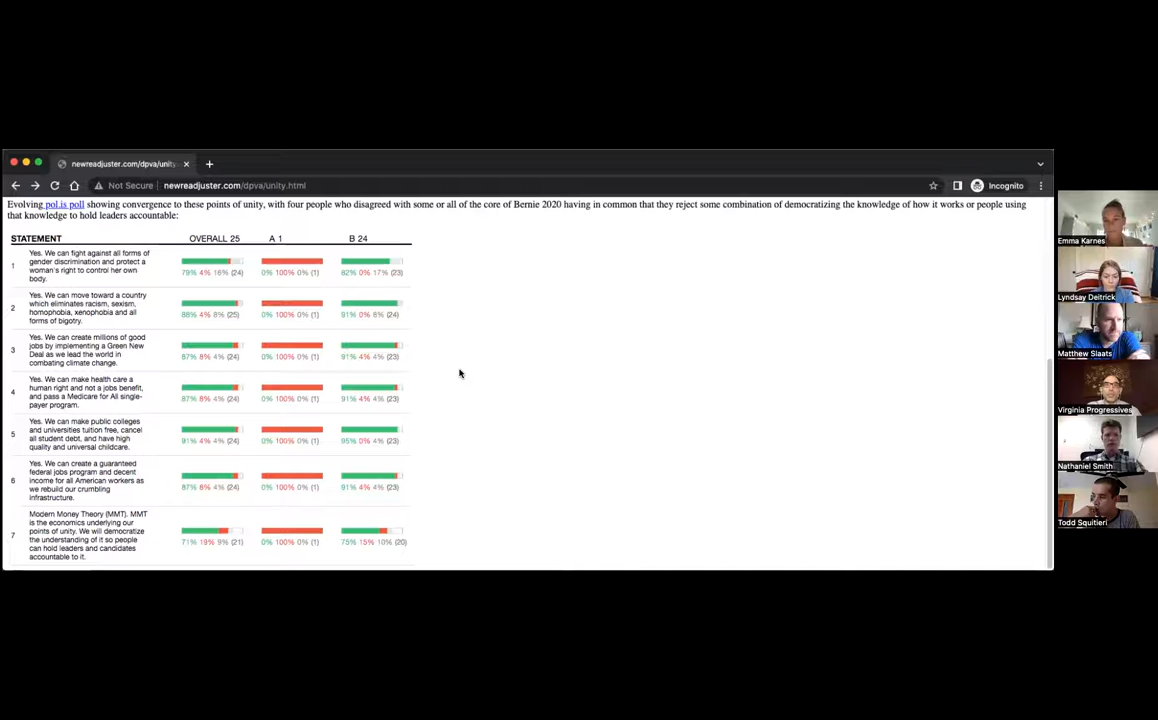 newreadjuster.com/dpva/unity
Not Secure newreadjuster.com/dpva/unity.html
Incognito
Evolving pol.is poll showing convergence to these points of unity, with four people who disagreed with some or all of the core of Bernie 2020 having in common that they reject some combination of democratizing the knowledge of how it works or people using
that knowledge to hold leaders accountable:
STATEMENT OVERALL 25 A 1 B 24
1
Yes. We can fight against all forms of
gender discrimination and protect a
woman's right to control her own
body.
79% 4% 16% (24) 0% 100% 0% (1) 82% 0% 17% (23)
2
Yes. We can move toward a country
which eliminates racism, sexism,
homophobia, xenophobia and all
forms of bigotry.
88% 4% 8% (25) 0% 100% 0% (1) 91% 0% 8% (24)
3
Yes. We can create millions of good
jobs by implementing a Green New
Deal as we lead the world in
combating climate change.
87% 8% 4% (24) 0% 100% 0% (1) 91% 4% 4% (23)
4
Yes. We can make health care a
human right and not a jobs benefit,
and pass a Medicare for All single-
payer program.
87% 8% 4% (24) 0% 100% 0% (1) 91% 4% 4% (23)
5
Yes. We can make public colleges
and universities tuition free, cancel
all student debt, and have high
quality and universal childcare.
91% 4% 4% (24) 0% 100% 0% (1) 95% 0% 4% (23)
6
Yes. We can create a guaranteed
federal jobs program and decent
income for all American workers as
we rebuild our crumbling
infrastructure.
87% 8% 4% (24) 0% 100% 0% (1) 91% 4% 4% (23)
7
Modern Money Theory (MMT). MMT
is the economics underlying our
points of unity. We will democratize
the understanding of it so people
can hold leaders and candidates
accountable to it.
71% 19% 9% (21) 0% 100% 0% (1) 75% 15% 10% (20)
Emma Karnes
Lyndsay Deitrick
Matthew Slaats
Virginia Progressives
Nathaniel Smith
Todd Squitieri